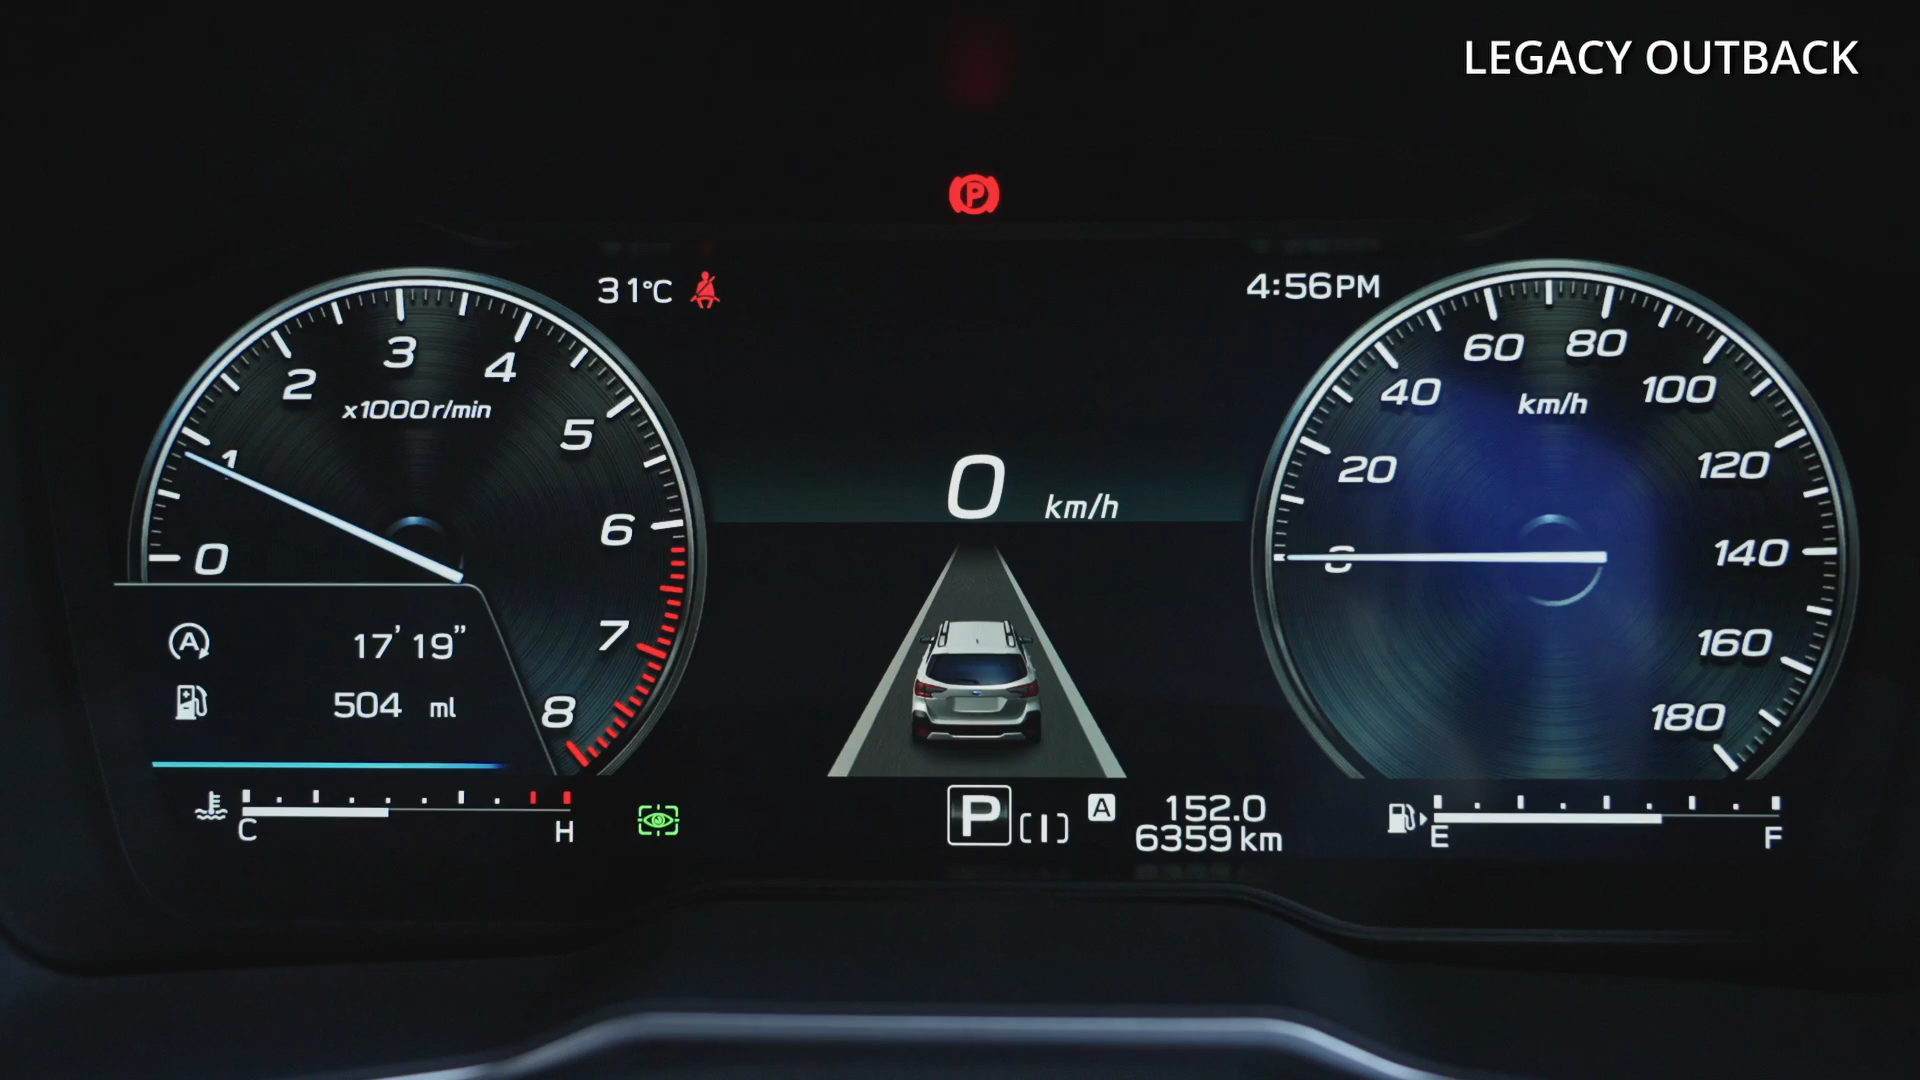 LEGACY OUTBACK
P
31°C
4:56PM
0
1
2
3
4
5
6
7
8
x1000r/min
A
17’19”
504 ml
C
H
0 km/h
P
( I )
A
152.0
6359 km
20
40
60
80
100
120
140
160
180
km/h
E
F